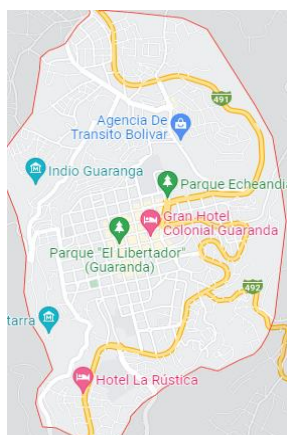 491
Agencia De
Transito Bolivar
Indio Guaranga
Parque Echeandia
Gran Hotel
Colonial Guaranda
Parque "El Libertador"
(Guaranda)
492
tarra
Hotel La Rústica